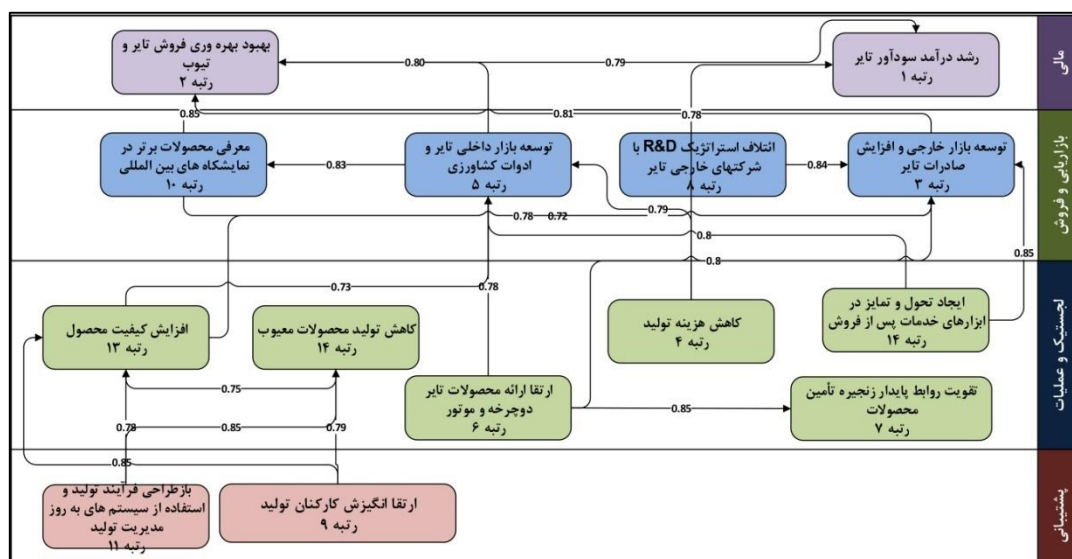 مالی
رشد درآمد سودآور تایر
رتبه ۱
بهبود بهره وری فروش تایر و
تیوب
رتبه ۲
0.79
0.80
بازاریابی و فروش
0.78
0.81
0.85
توسعه بازار خارجی و افزایش
صادرات تایر
رتبه ۳
0.84
ائتلاف استراتژیک R&D با
شرکتهای خارجی تایر
رتبه ۸
توسعه بازار داخلی تایر و
ادوات کشاورزی
رتبه ۵
0.83
معرفی محصولات برتر در
نمایشگاه های بین المللی
رتبه ۱۰
0.79
0.72
0.78
0.8
0.85
0.8
لجستیک و عملیات
0.78
0.73
ایجاد تحول و تمایز در
ابزارهای خدمات پس از فروش
رتبه ۱۴
کاهش هزینه تولید
رتبه ۴
کاهش تولید محصولات معیوب
رتبه ۱۴
افزایش کیفیت محصول
رتبه ۱۳
0.75
تقویت روابط پایدار زنجیره تأمین
محصولات
رتبه ۷
0.85
ارتقا ارائه محصولات تایر
دوچرخه و موتور
رتبه ۶
0.79
0.85
0.78
پشتیبانی
0.85
ارتقا انگیزش کارکنان تولید
رتبه ۹
بازطراحی فرآیند تولید و
استفاده از سیستم های به روز
مدیریت تولید
رتبه ۱۱